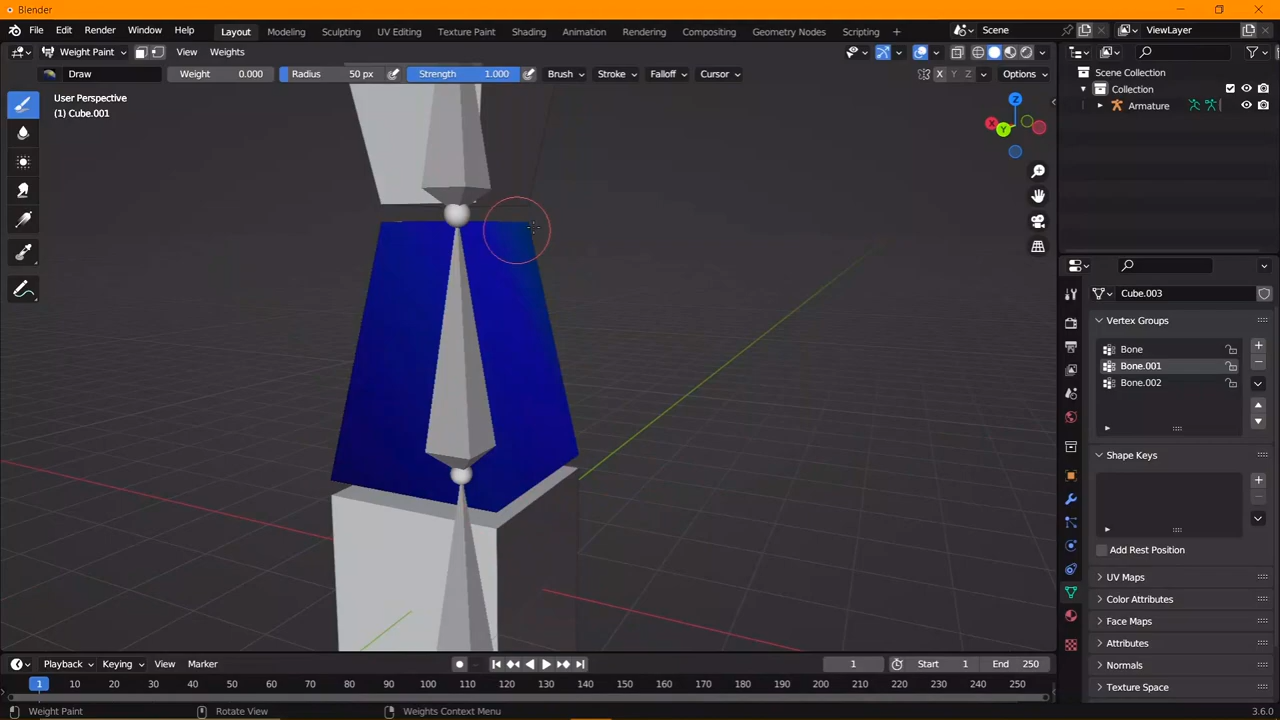 Blender
File Edit Render Window Help Layout Modeling Sculpting UV Editing Texture Paint Shading Animation Rendering Compositing Geometry Nodes Scripting + Scene ViewLayer
Weight Paint View Weights
Draw Weight 0.000 Radius 50 px Strength 1.000 Brush Stroke Falloff Cursor X Y Z Options
User Perspective
(1) Cube.001
Z
X
Y
Scene Collection
Collection
Armature
Cube.003
Vertex Groups
Bone
Bone.001
Bone.002
Shape Keys
Add Rest Position
UV Maps
Color Attributes
Face Maps
Attributes
Normals
Texture Space
Playback Keying View Marker 1 Start 1 End 250
1 10 20 30 40 50 60 70 80 90 100 110 120 130 140 150 160 170 180 190 200 210 220 230 240 250
Weight Paint Rotate View Weights Context Menu 3.6.0